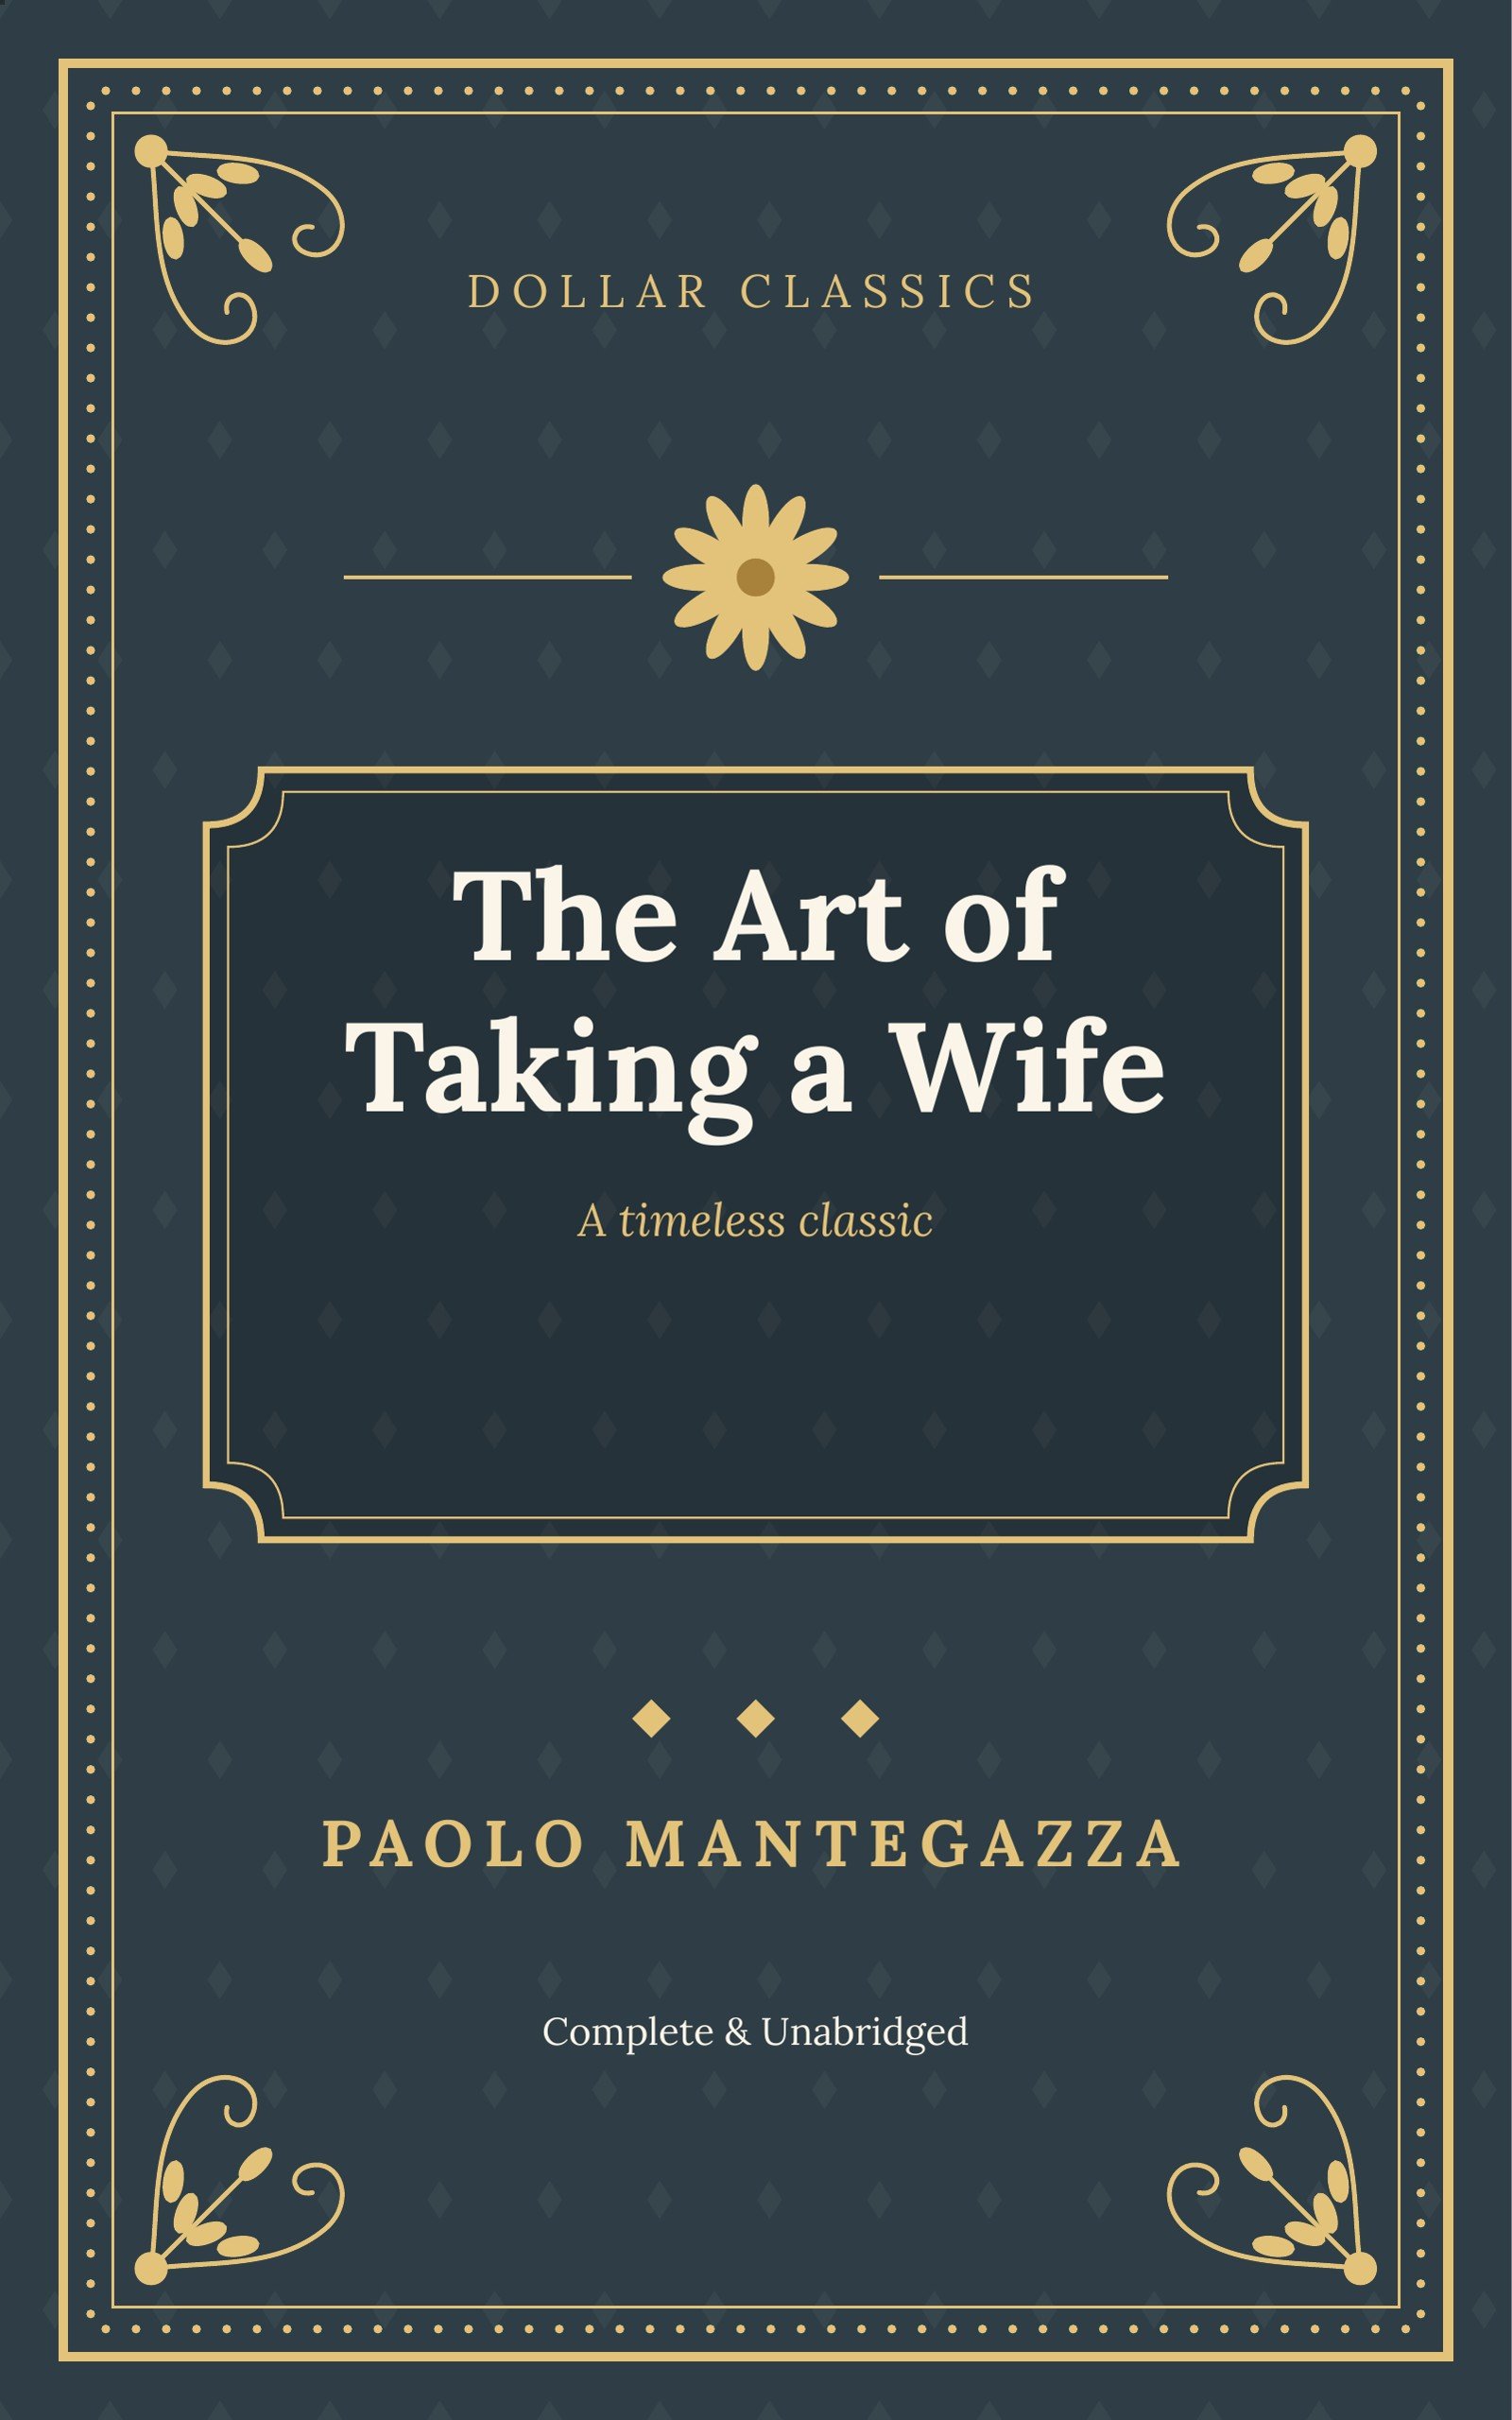 DOLLAR CLASSICS
The Art of
Taking a Wife
A timeless classic
PAOLO MANTEGAZZA
Complete & Unabridged